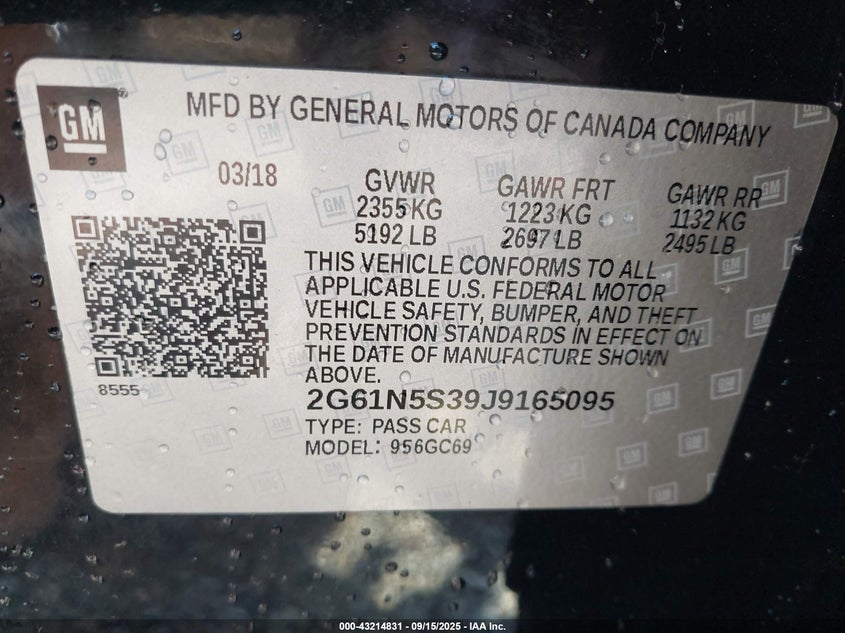 GM
MFD BY GENERAL MOTORS OF CANADA COMPANY
03/18
GVWR
2355 KG
5192 LB
GAWR FRT
1223 KG
2697 LB
GAWR RR
1132 KG
2495 LB
THIS VEHICLE CONFORMS TO ALL
APPLICABLE U.S. FEDERAL MOTOR
VEHICLE SAFETY, BUMPER, AND THEFT
PREVENTION STANDARDS IN EFFECT ON
THE DATE OF MANUFACTURE SHOWN
ABOVE.
8555
2G61N5S39J9165095
TYPE: PASS CAR
MODEL: 956GC69
000-43214831 - 09/15/2025 - IAA Inc.